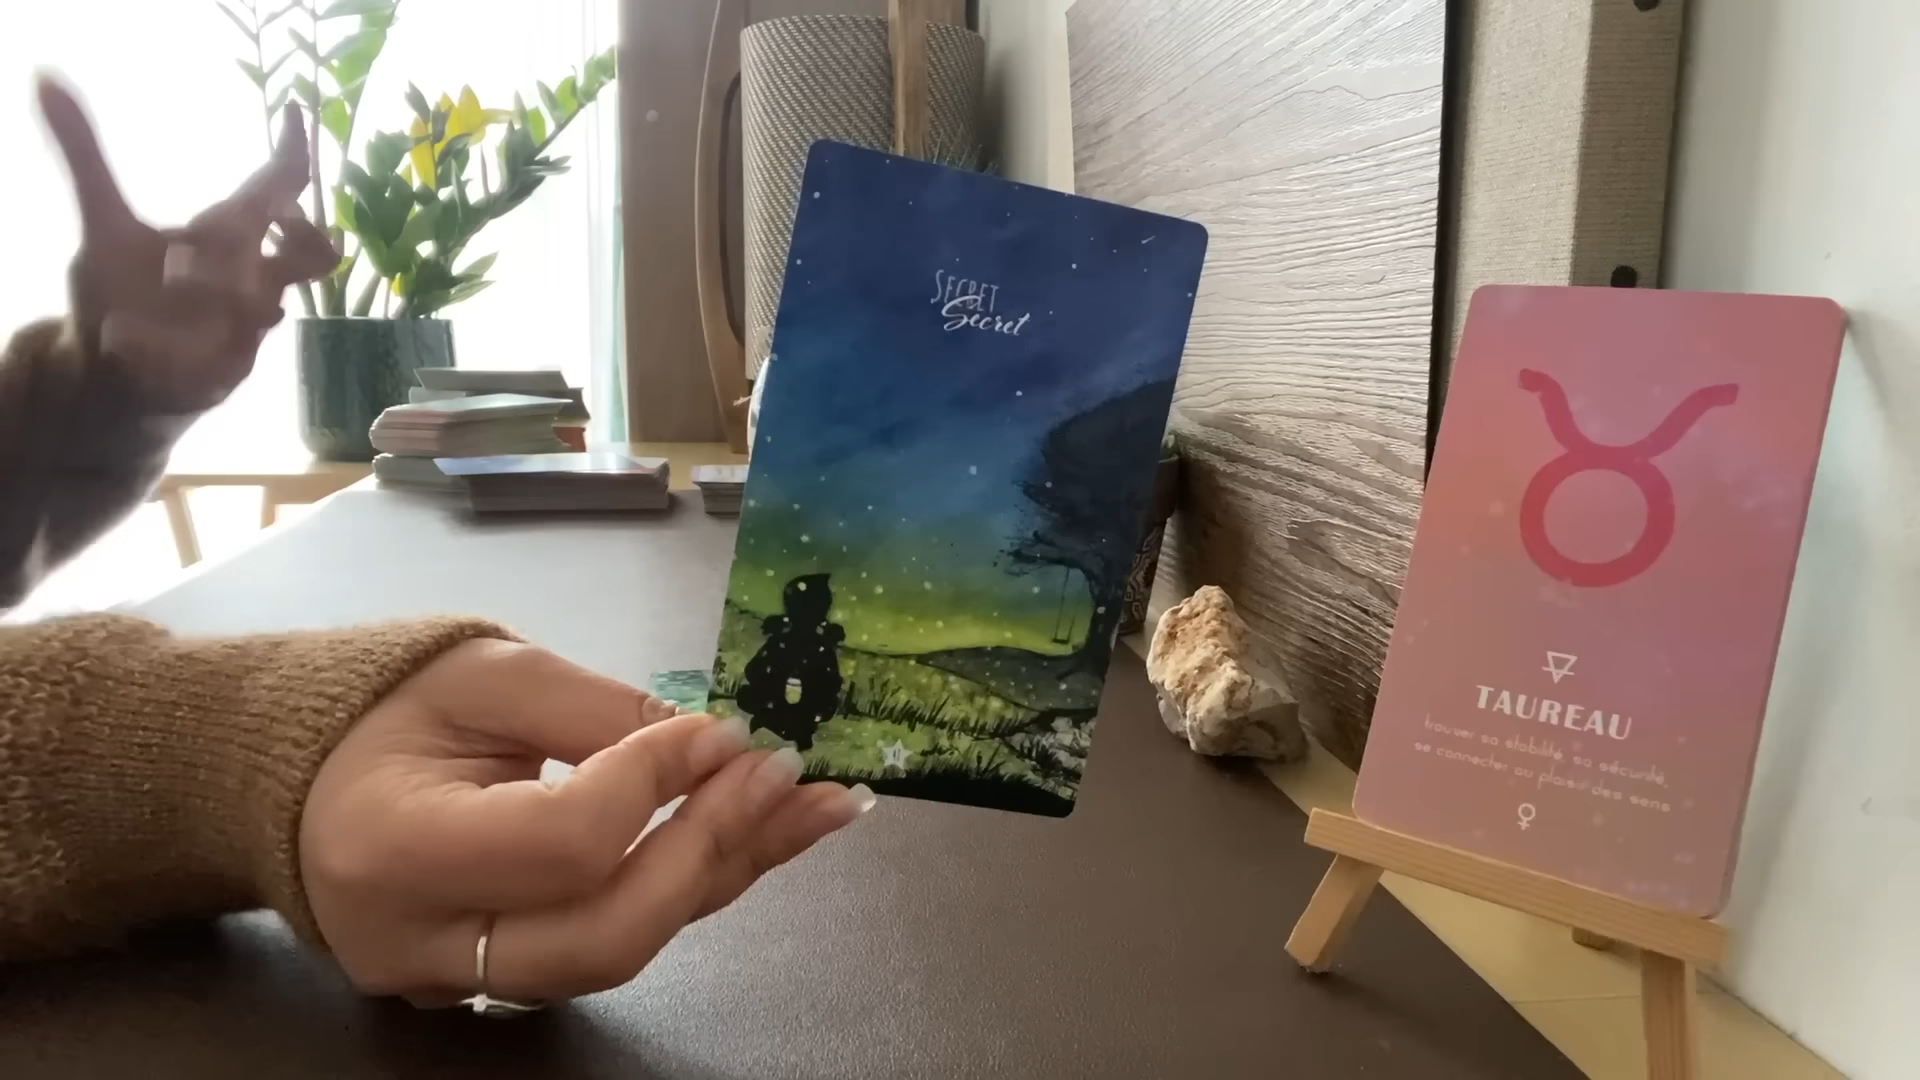 SECRET
Secret
TAUREAU
trouver sa stabilité, sa sécurité,
se connecter au plaisir des sens